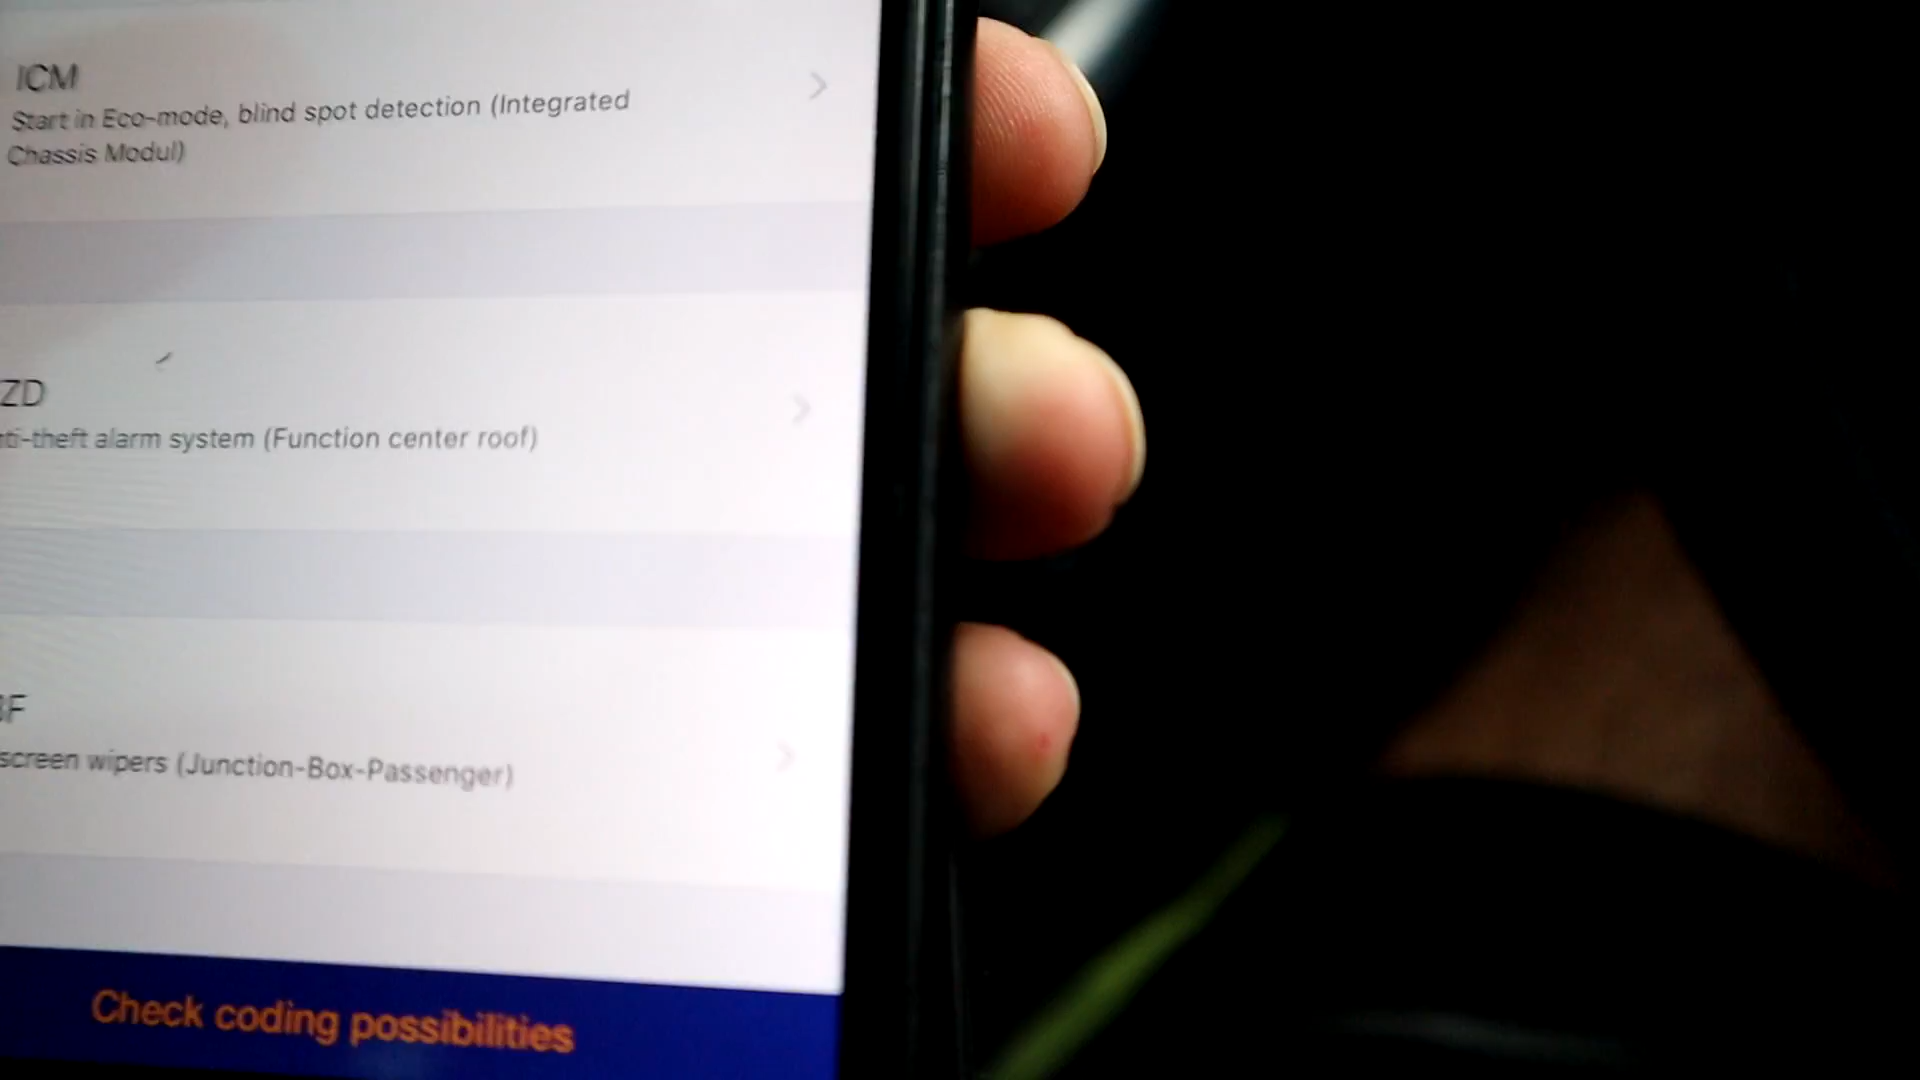 ICM
Start in Eco-mode, blind spot detection (Integrated
Chassis Modul)
ZD
ti-theft alarm system (Function center roof)
F
screen wipers (Junction-Box-Passenger)
Check coding possibilities